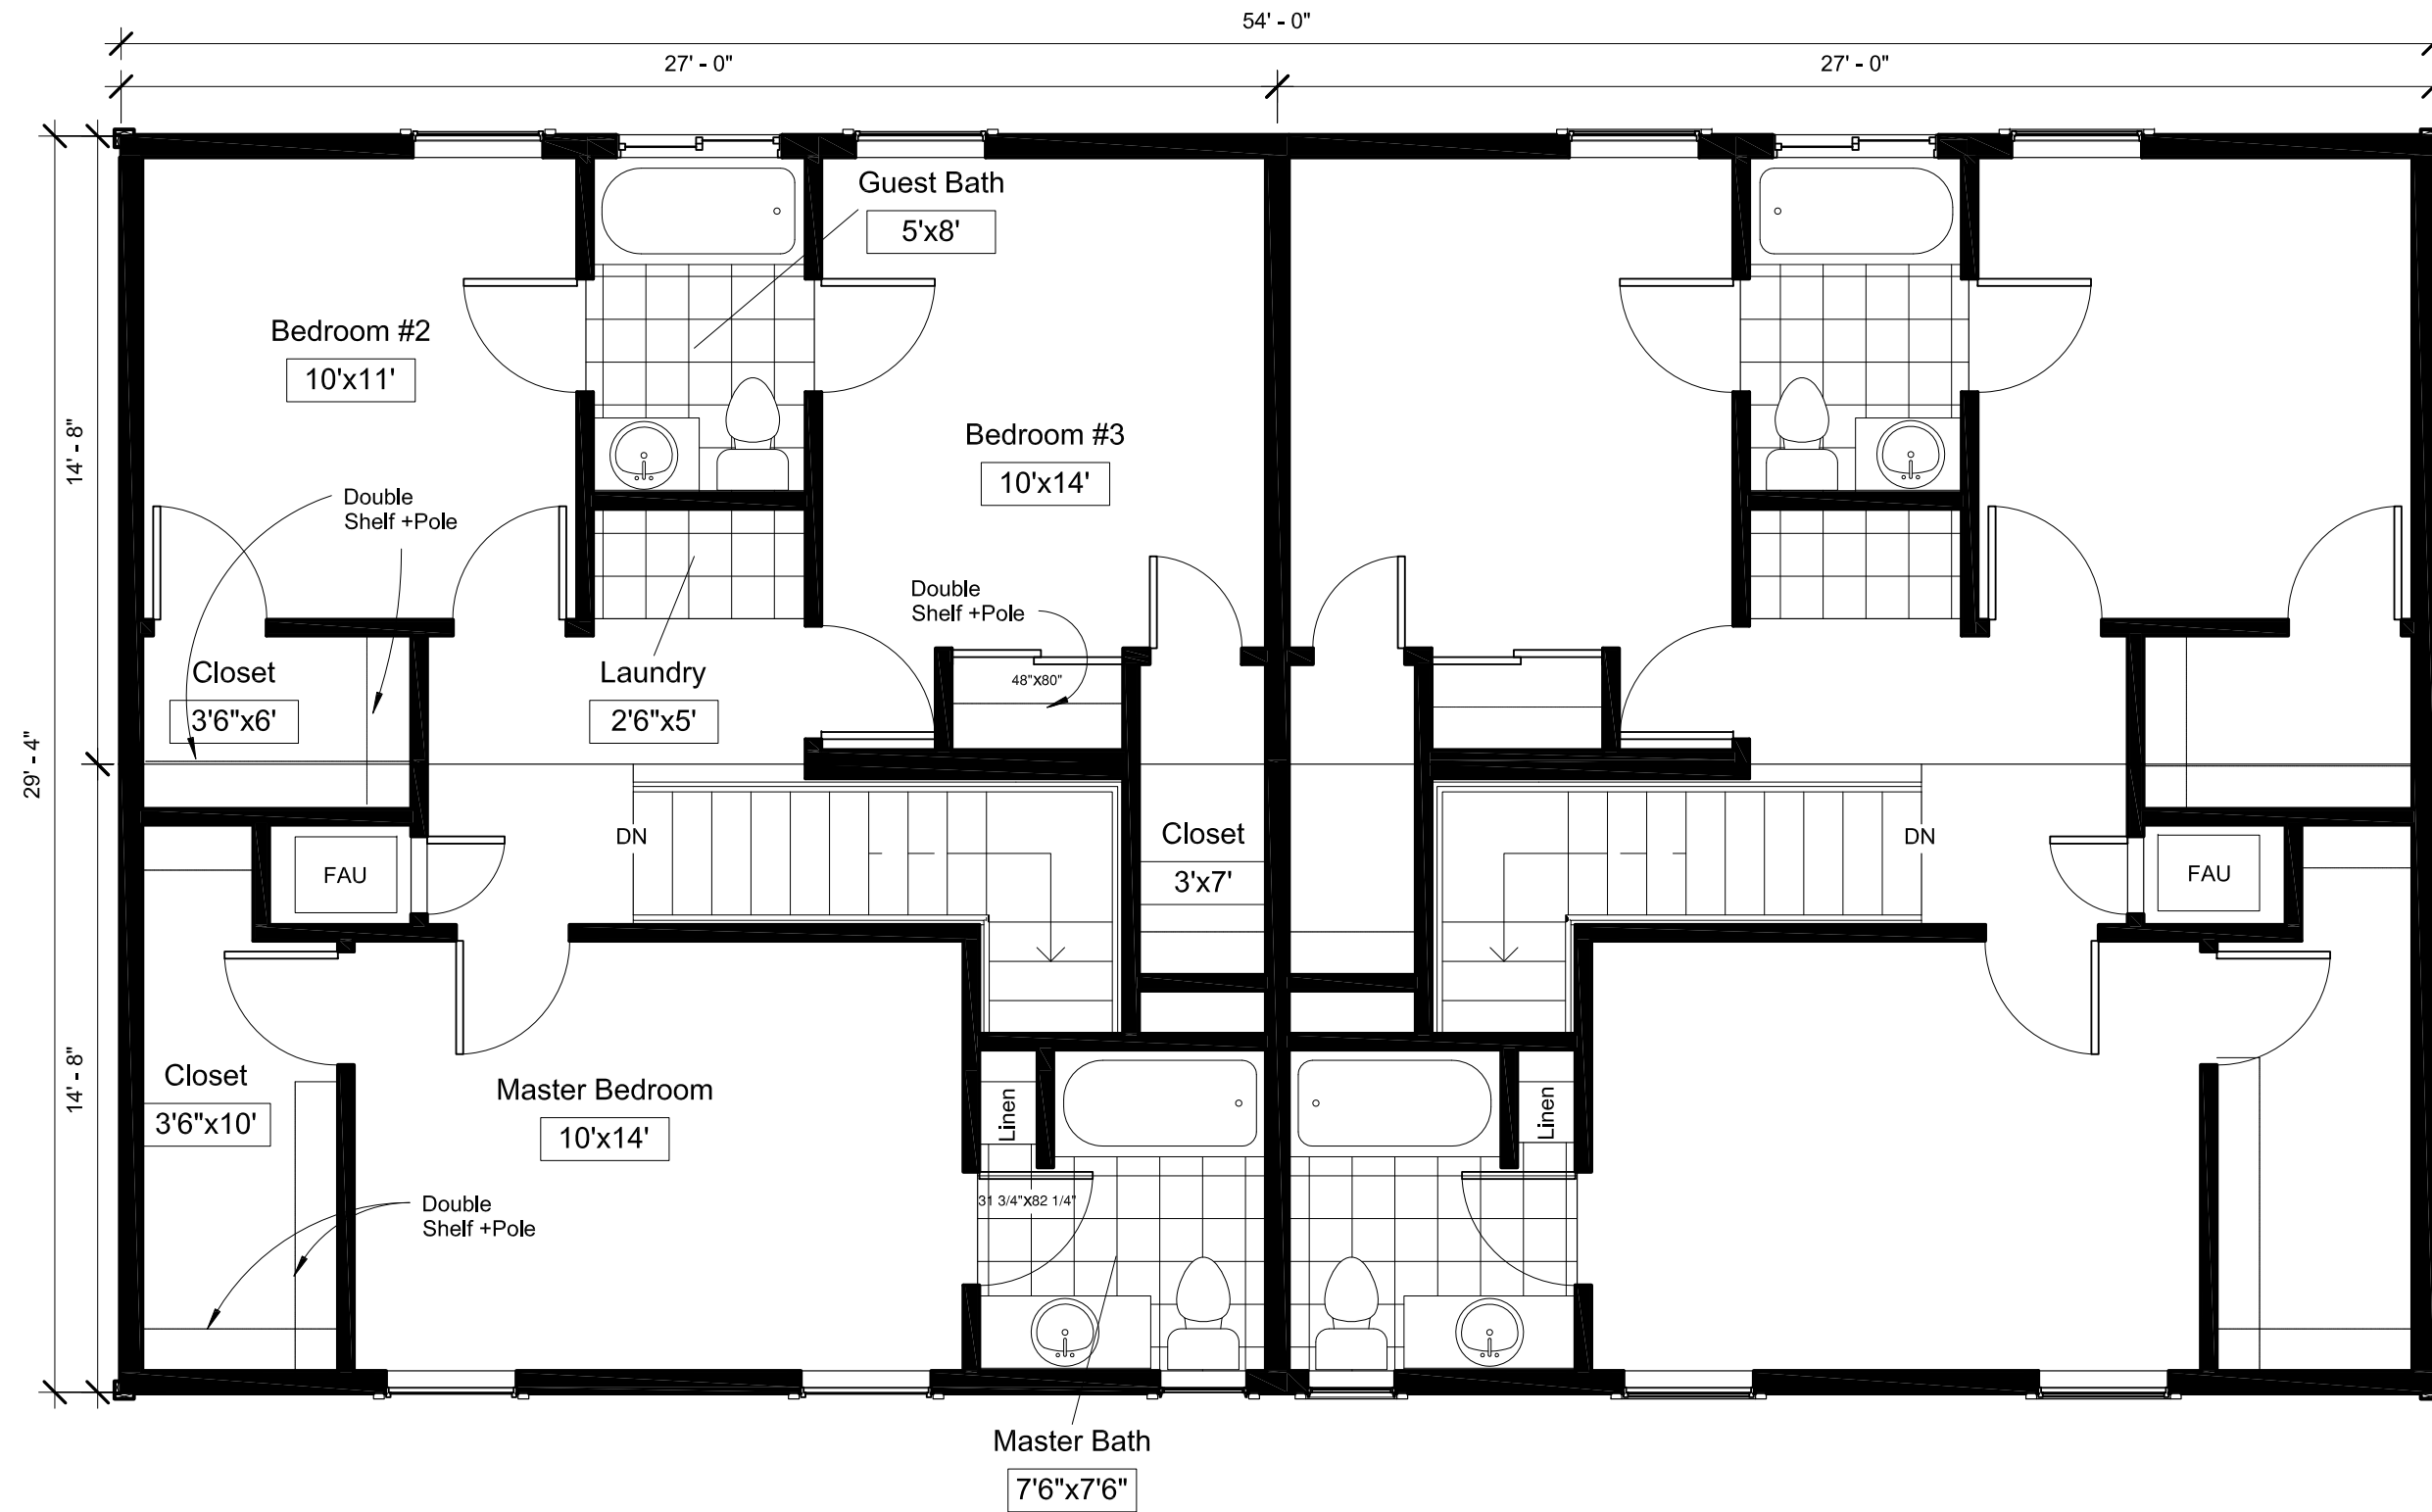 54' - 0"
27' - 0"
27' - 0"
Guest Bath
5'x8'
Bedroom #2
10'x11'
Bedroom #3
10'x14'
14' - 8"
Double
Shelf +Pole
Double
Shelf +Pole
Closet
3'6"x6'
Laundry
2'6"x5'
48"X80"
29' - 4"
DN
DN
Closet
3'x7'
FAU
FAU
14' - 8"
Closet
3'6"x10'
Master Bedroom
10'x14'
Linen
Linen
31 3/4"X82 1/4"
Double
Shelf +Pole
Master Bath
7'6"x7'6"